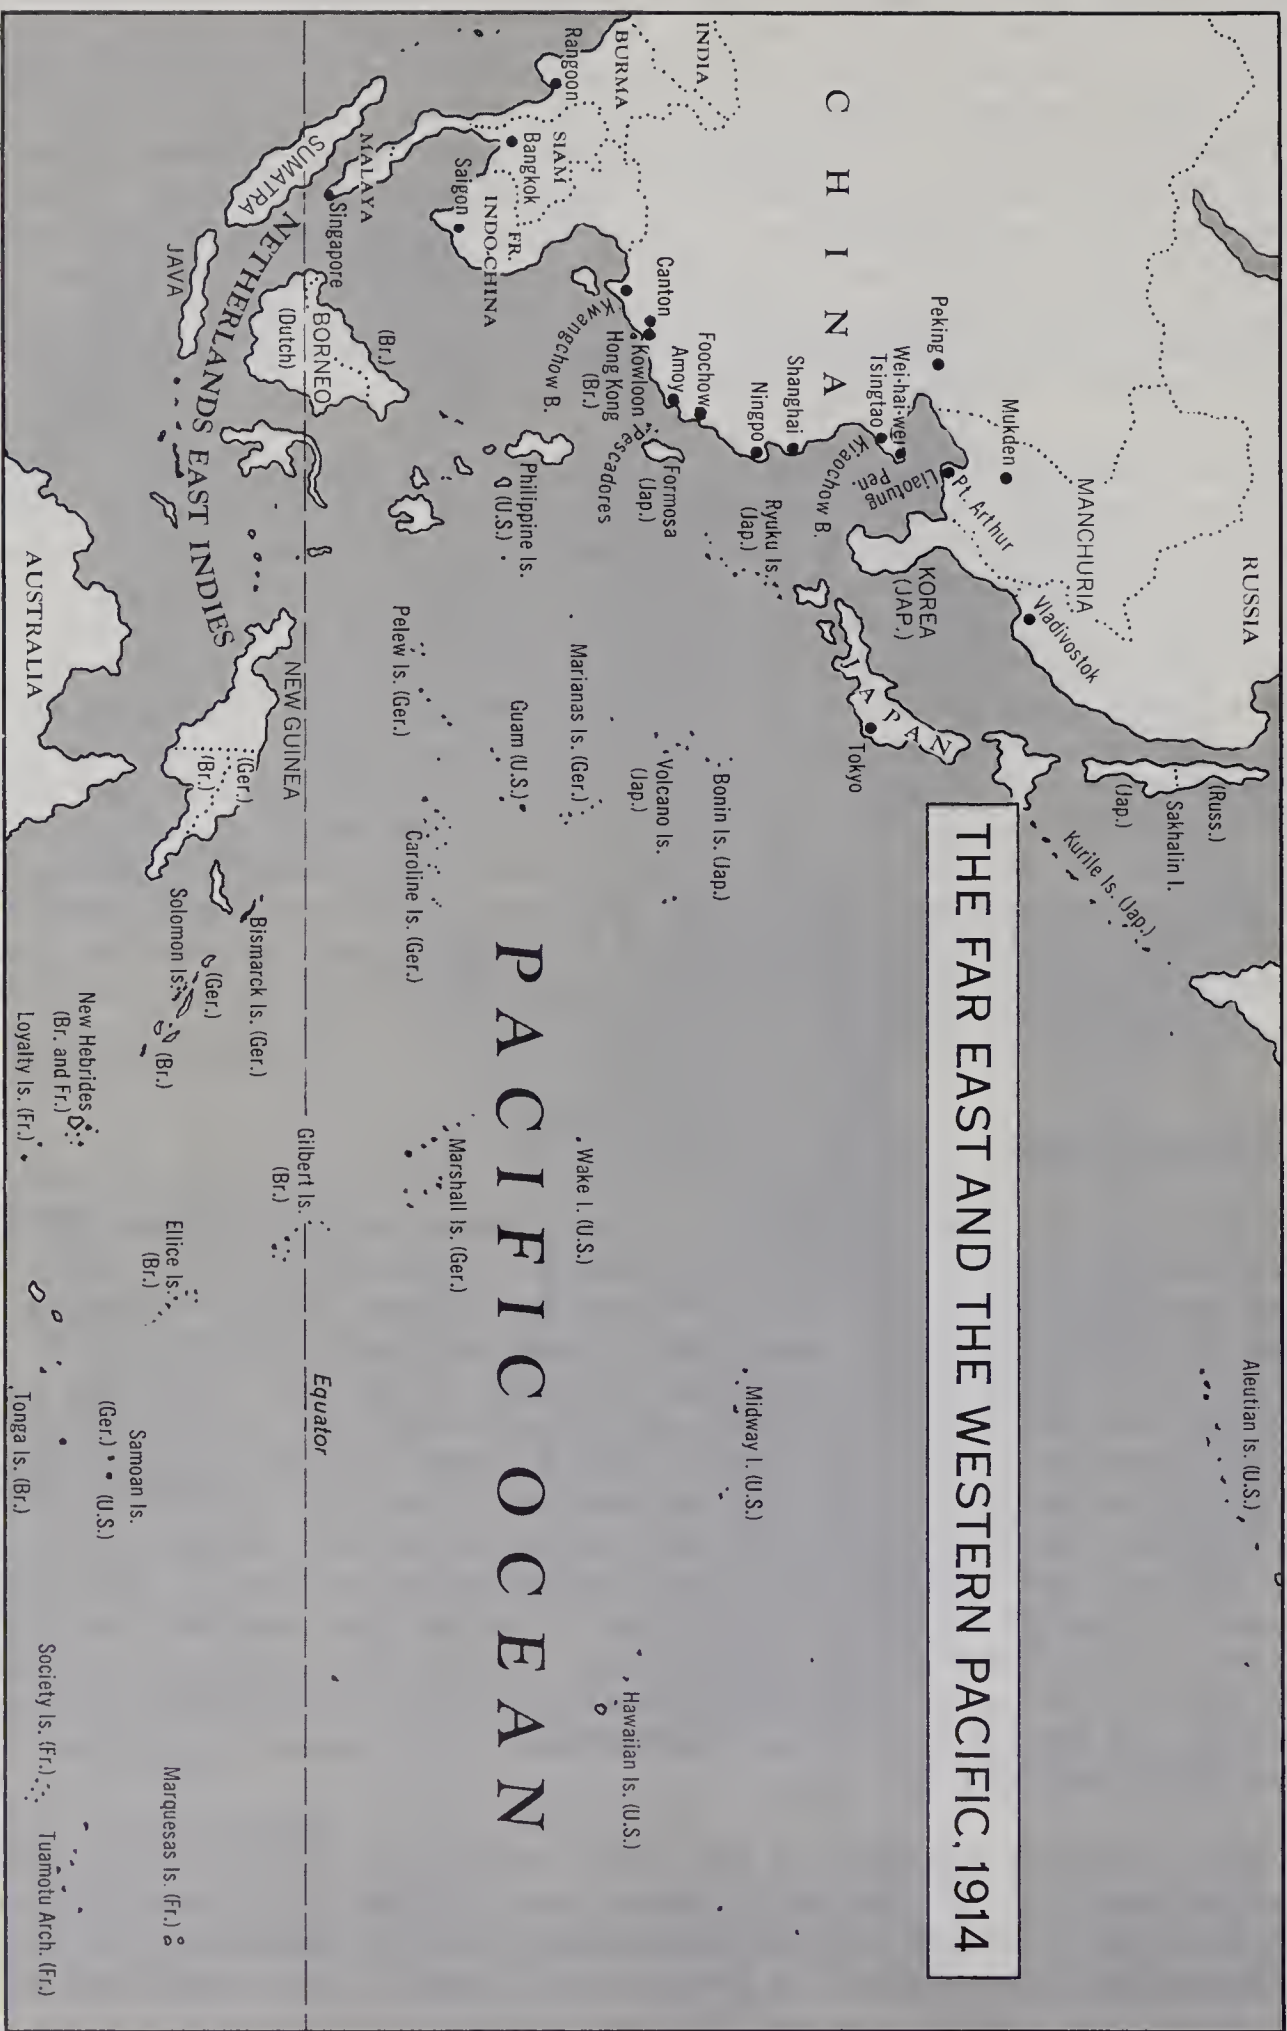 THE FAR EAST AND THE WESTERN PACIFIC, 1914
RUSSIA
Aleutian Is. (U.S.)
(Russ.)
Sakhalin I.
(Jap.)
Kurile Is. (Jap.)
MANCHURIA
Mukden
Vladivostok
Peking
Pt. Arthur
Liaotung
Pen.
KOREA
(JAP.)
Wei-hai-wei
Tsingtao
Kiaochow B.
JAPAN
Tokyo
CHINA
Shanghai
Ningpo
Ryuku Is.
(Jap.)
Foochow
Amoy
Formosa
(Jap.)
Pescadores
Canton
Kowloon
Hong Kong
(Br.)
Kwangchow B.
Bonin Is. (Jap.)
Volcano Is.
(Jap.)
Midway I. (U.S.)
Hawaiian Is. (U.S.)
INDIA
BURMA
Rangoon
SIAM
Bangkok
FR.
INDO-CHINA
Saigon
Philippine Is.
(U.S.)
Marianas Is. (Ger.)
Guam (U.S.)
Wake I. (U.S.)
PACIFIC OCEAN
Marshall Is. (Ger.)
Pelew Is. (Ger.)
Caroline Is. (Ger.)
MALAYA
Singapore
SUMATRA
(Br.)
BORNEO
(Dutch)
JAVA
NETHERLANDS EAST INDIES
Equator
NEW GUINEA
(Ger.)
(Br.)
Bismarck Is. (Ger.)
(Ger.)
Solomon Is.
(Br.)
Gilbert Is.
(Br.)
Ellice Is.
(Br.)
Marquesas Is. (Fr.)
AUSTRALIA
New Hebrides
(Br. and Fr.)
Loyalty Is. (Fr.)
Samoan Is.
(Ger.)
(U.S.)
Tonga Is. (Br.)
Society Is. (Fr.)
Tuamotu Arch. (Fr.)